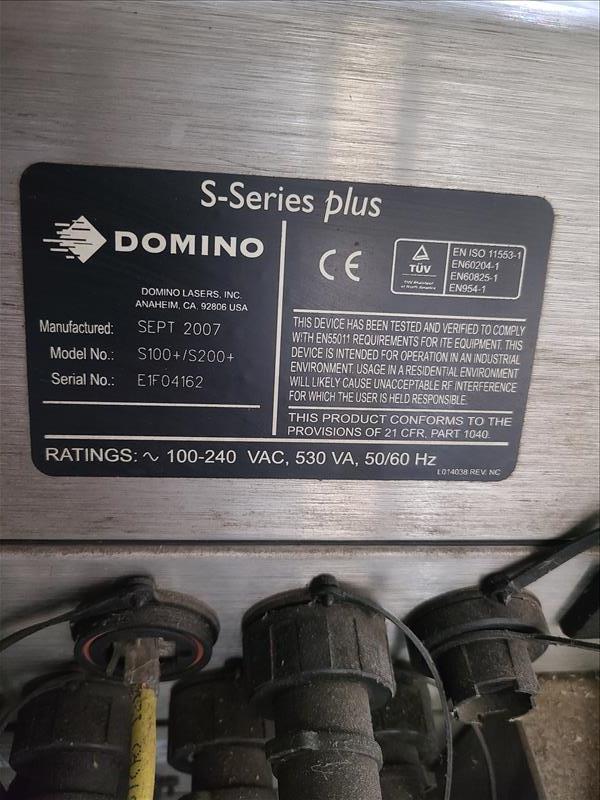 S-Series plus
DOMINO
DOMINO LASERS, INC.
ANAHEIM, CA. 92806 USA
Manufactured: SEPT 2007
Model No.: S100+/S200+
Serial No.: E1F04162
CE
TÜV
TÜV Rheinland
of North America
EN ISO 11553-1
EN60204-1
EN60825-1
EN954-1
THIS DEVICE HAS BEEN TESTED AND VERIFIED TO COMPLY
WITH EN55011 REQUIREMENTS FOR ITE EQUIPMENT. THIS
DEVICE IS INTENDED FOR OPERATION IN AN INDUSTRIAL
ENVIRONMENT. USAGE IN A RESIDENTIAL ENVIRONMENT
WILL LIKELY CAUSE UNACCEPTABLE RF INTERFERENCE
FOR WHICH THE USER IS HELD RESPONSIBLE.
THIS PRODUCT CONFORMS TO THE
PROVISIONS OF 21 CFR, PART 1040.
RATINGS: ~ 100-240 VAC, 530 VA, 50/60 Hz
L014038 REV. NC